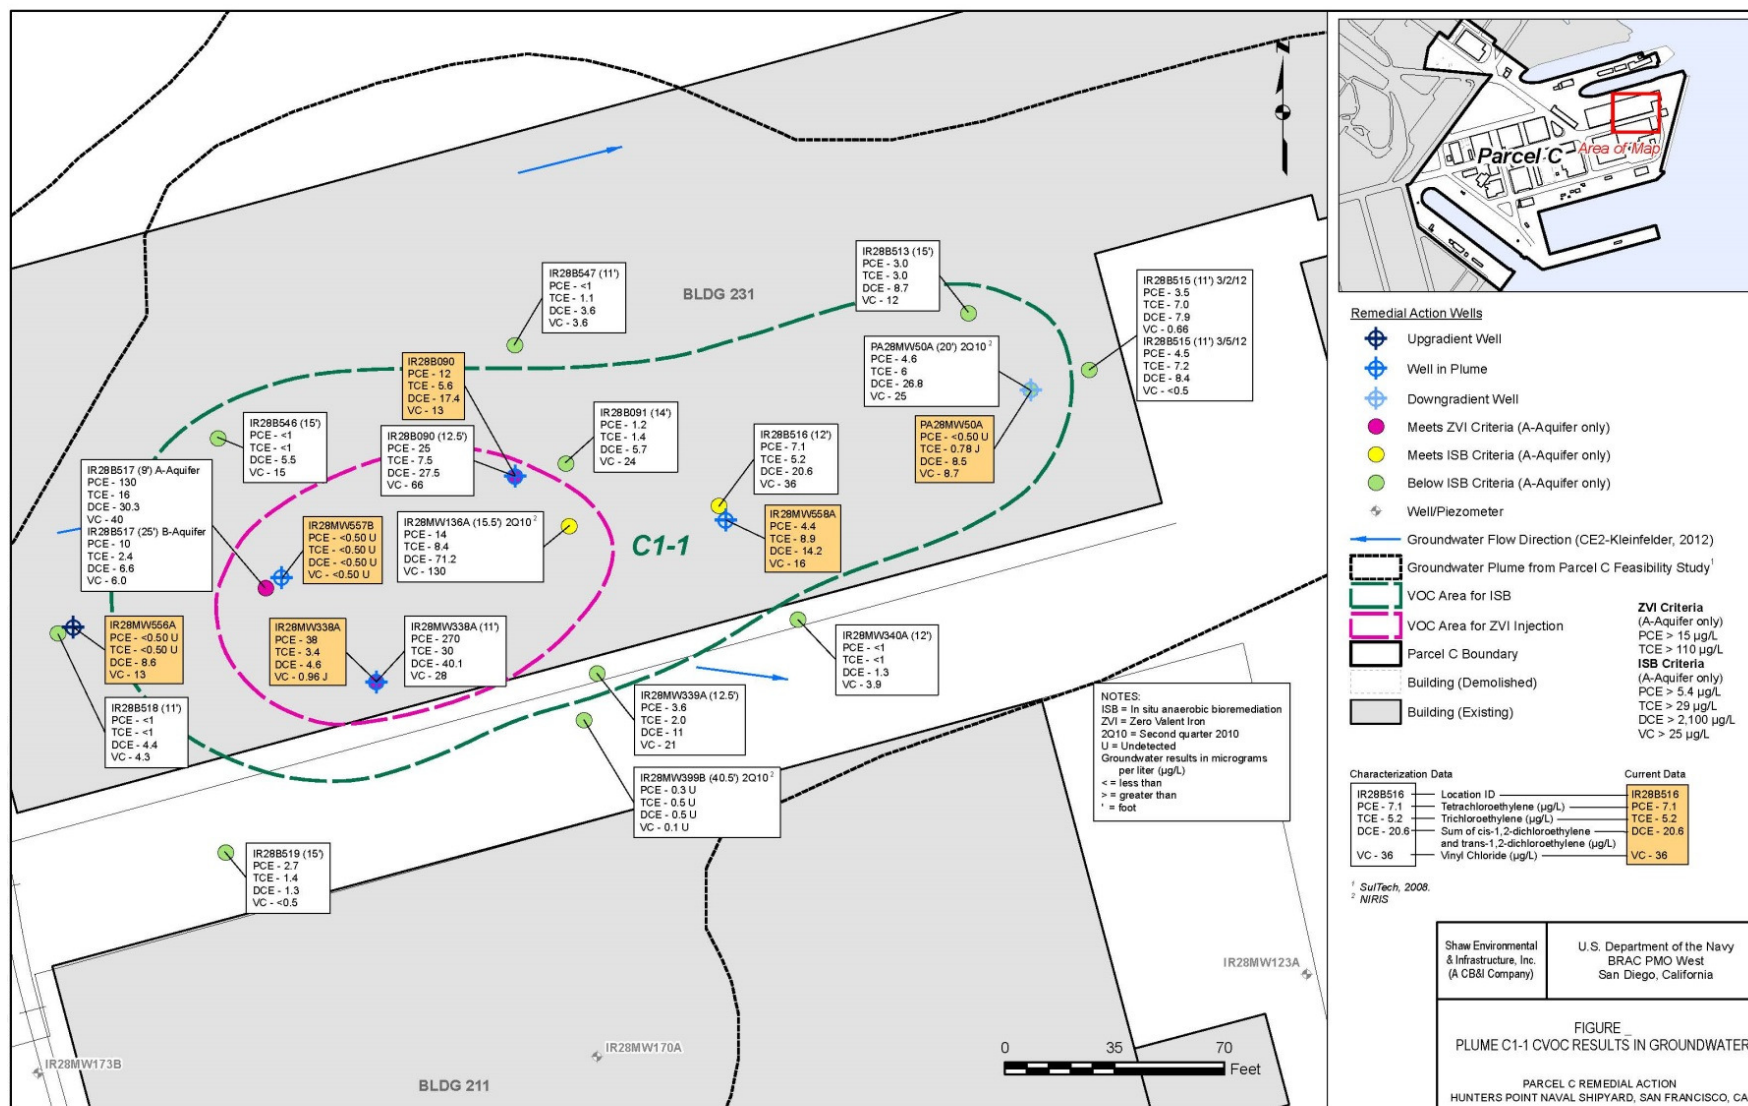 N
BLDG 231
IR28B547 (11')
PCE - <1
TCE - 1.1
DCE - 3.6
VC - 3.6
IR28B513 (15')
PCE - 3.0
TCE - 3.0
DCE - 8.7
VC - 12
IR28B515 (11') 3/2/12
PCE - 3.5
TCE - 7.0
DCE - 7.9
VC - 0.66
IR28B515 (11') 3/5/12
PCE - 4.5
TCE - 7.2
DCE - 8.4
VC - <0.5
IR28B090
PCE - 12
TCE - 5.6
DCE - 17.4
VC - 13
PA28MW50A (20') 2Q10 2
PCE - 4.6
TCE - 6
DCE - 26.8
VC - 25
IR28B546 (15')
PCE - <1
TCE - <1
DCE - 5.5
VC - 15
IR28B090 (12.5')
PCE - 25
TCE - 7.5
DCE - 27.5
VC - 66
IR28B091 (14')
PCE - 1.2
TCE - 1.4
DCE - 5.7
VC - 24
IR28B516 (12')
PCE - 7.1
TCE - 5.2
DCE - 20.6
VC - 36
PA28MW50A
PCE - <0.50 U
TCE - 0.78 J
DCE - 8.5
VC - 8.7
IR28B517 (9') A-Aquifer
PCE - 130
TCE - 16
DCE - 30.3
VC - 40
IR28B517 (25') B-Aquifer
PCE - 10
TCE - 2.4
DCE - 6.6
VC - 6.0
IR28MW557B
PCE - <0.50 U
TCE - <0.50 U
DCE - <0.50 U
VC - <0.50 U
IR28MW136A (15.5') 2Q10 2
PCE - 14
TCE - 8.4
DCE - 71.2
VC - 130
C1-1
IR28MW558A
PCE - 4.4
TCE - 8.9
DCE - 14.2
VC - 16
IR28MW556A
PCE - <0.50 U
TCE - <0.50 U
DCE - 8.6
VC - 13
IR28MW338A
PCE - 38
TCE - 3.4
DCE - 4.6
VC - 0.96 J
IR28MW338A (11')
PCE - 270
TCE - 30
DCE - 40.1
VC - 28
IR28MW340A (12')
PCE - <1
TCE - <1
DCE - 1.3
VC - 3.9
IR28B518 (11')
PCE - <1
TCE - <1
DCE - 4.4
VC - 4.3
IR28MW339A (12.5')
PCE - 3.6
TCE - 2.0
DCE - 11
VC - 21
IR28MW399B (40.5') 2Q10 2
PCE - 0.3 U
TCE - 0.5 U
DCE - 0.5 U
VC - 0.1 U
IR28B519 (15')
PCE - 2.7
TCE - 1.4
DCE - 1.3
VC - <0.5
NOTES:
ISB = In situ anaerobic bioremediation
ZVI = Zero Valent Iron
2Q10 = Second quarter 2010
U = Undetected
Groundwater results in micrograms
per liter (µg/L)
< = less than
> = greater than
' = foot
IR28MW123A
IR28MW170A
IR28MW173B
BLDG 211
0 35 70
Feet
Parcel C
Area of Map
Remedial Action Wells
Upgradient Well
Well in Plume
Downgradient Well
Meets ZVI Criteria (A-Aquifer only)
Meets ISB Criteria (A-Aquifer only)
Below ISB Criteria (A-Aquifer only)
Well/Piezometer
Groundwater Flow Direction (CE2-Kleinfelder, 2012)
Groundwater Plume from Parcel C Feasibility Study1
VOC Area for ISB
VOC Area for ZVI Injection
Parcel C Boundary
Building (Demolished)
Building (Existing)
ZVI Criteria
(A-Aquifer only)
PCE > 15 µg/L
TCE > 110 µg/L
ISB Criteria
(A-Aquifer only)
PCE > 5.4 µg/L
TCE > 29 µg/L
DCE > 2,100 µg/L
VC > 25 µg/L
Characterization Data Current Data
IR28B516 Location ID IR28B516
PCE - 7.1 Tetrachloroethylene (µg/L) PCE - 7.1
TCE - 5.2 Trichloroethylene (µg/L) TCE - 5.2
DCE - 20.6 Sum of cis-1,2-dichloroethylene DCE - 20.6
and trans-1,2-dichloroethylene (µg/L)
VC - 36 Vinyl Chloride (µg/L) VC - 36
1 SulTech, 2008.
2 NIRIS
Shaw Environmental
& Infrastructure, Inc.
(A CB&I Company)
U.S. Department of the Navy
BRAC PMO West
San Diego, California
FIGURE _
PLUME C1-1 CVOC RESULTS IN GROUNDWATER
PARCEL C REMEDIAL ACTION
HUNTERS POINT NAVAL SHIPYARD, SAN FRANCISCO, CA